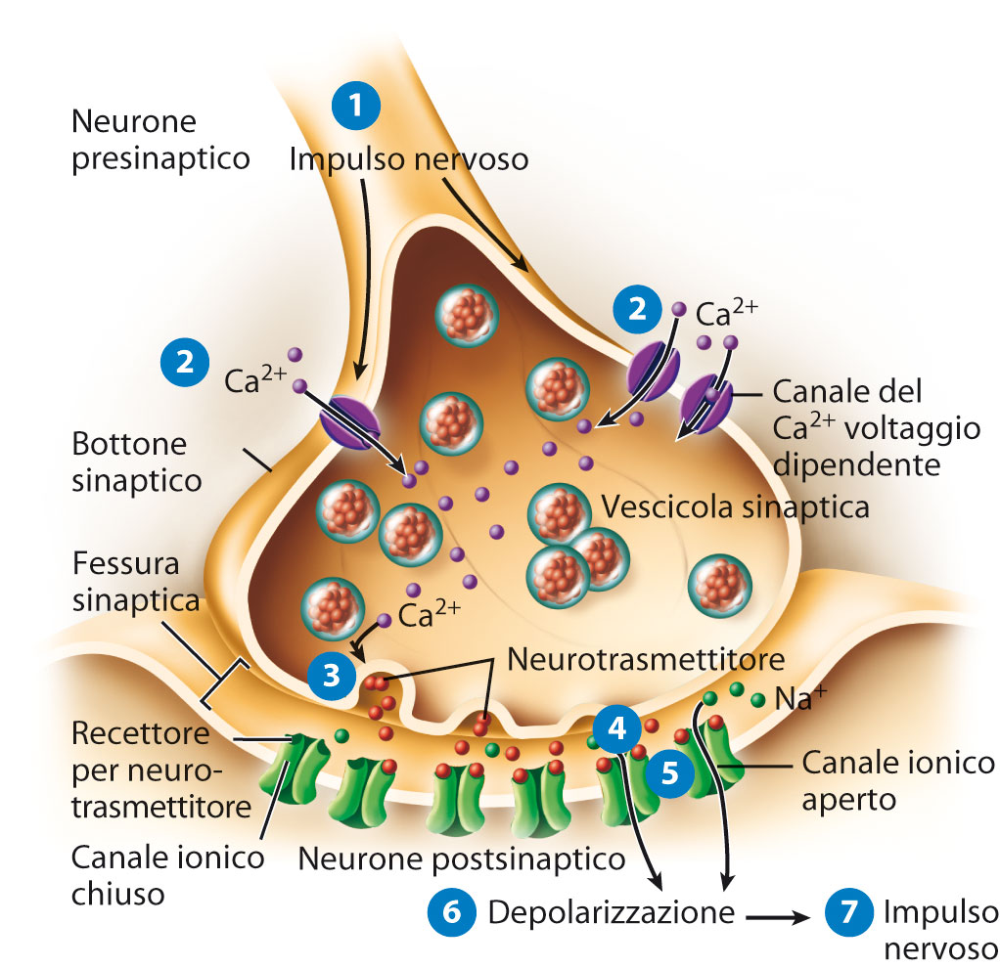 1
Neurone
presinaptico
Impulso nervoso
2
Ca2+
2
Ca2+
Canale del
Ca2+ voltaggio
dipendente
Bottone
sinaptico
Vescicola sinaptica
Fessura
sinaptica
Ca2+
3
Neurotrasmettitore
Na+
4
5
Recettore
per neuro-
trasmettitore
Canale ionico
aperto
Canale ionico
chiuso
Neurone postsinaptico
6 Depolarizzazione
7 Impulso
nervoso